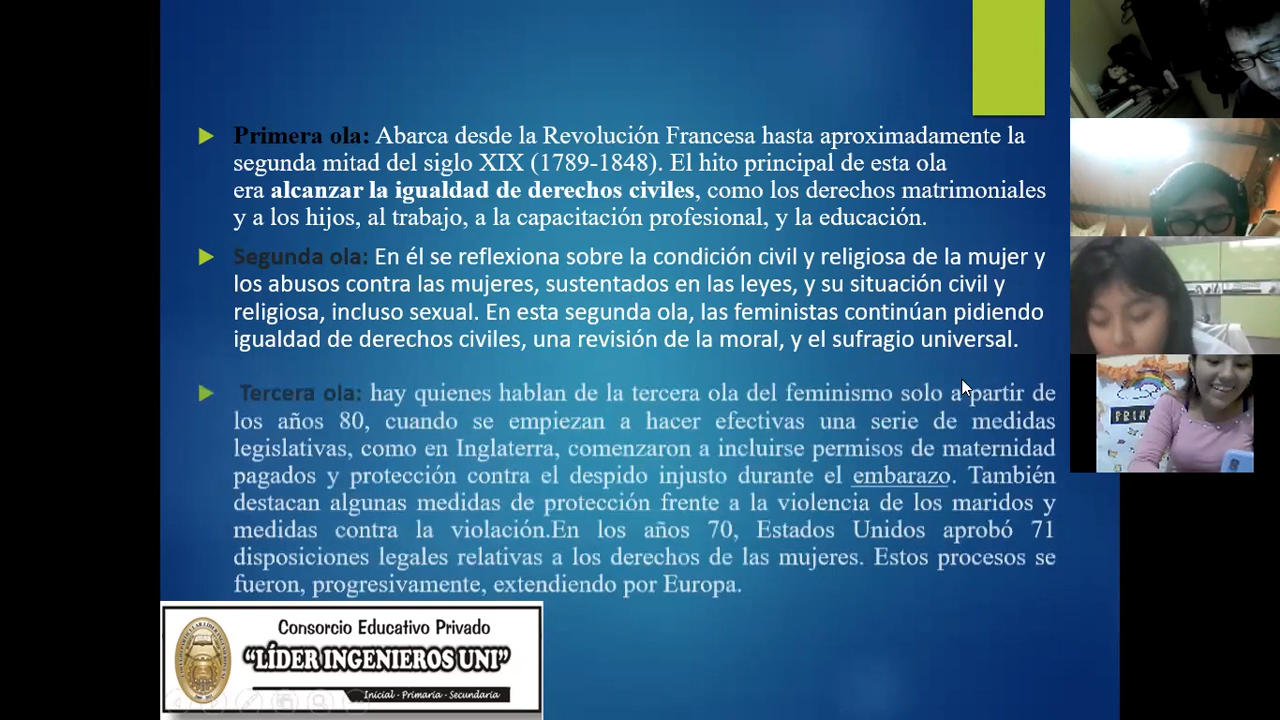 Primera ola: Abarca desde la Revolución Francesa hasta aproximadamente la
segunda mitad del siglo XIX (1789-1848). El hito principal de esta ola
era alcanzar la igualdad de derechos civiles, como los derechos matrimoniales
y a los hijos, al trabajo, a la capacitación profesional, y la educación.
Segunda ola: En él se reflexiona sobre la condición civil y religiosa de la mujer y
los abusos contra las mujeres, sustentados en las leyes, y su situación civil y
religiosa, incluso sexual. En esta segunda ola, las feministas continúan pidiendo
igualdad de derechos civiles, una revisión de la moral, y el sufragio universal.
Tercera ola: hay quienes hablan de la tercera ola del feminismo solo a partir de
los años 80, cuando se empiezan a hacer efectivas una serie de medidas
legislativas, como en Inglaterra, comenzaron a incluirse permisos de maternidad
pagados y protección contra el despido injusto durante el embarazo. También
destacan algunas medidas de protección frente a la violencia de los maridos y
medidas contra la violación.En los años 70, Estados Unidos aprobó 71
disposiciones legales relativas a los derechos de las mujeres. Estos procesos se
fueron, progresivamente, extendiendo por Europa.
Consorcio Educativo Privado
"LÍDER INGENIEROS UNI"
Inicial - Primaria - Secundaria